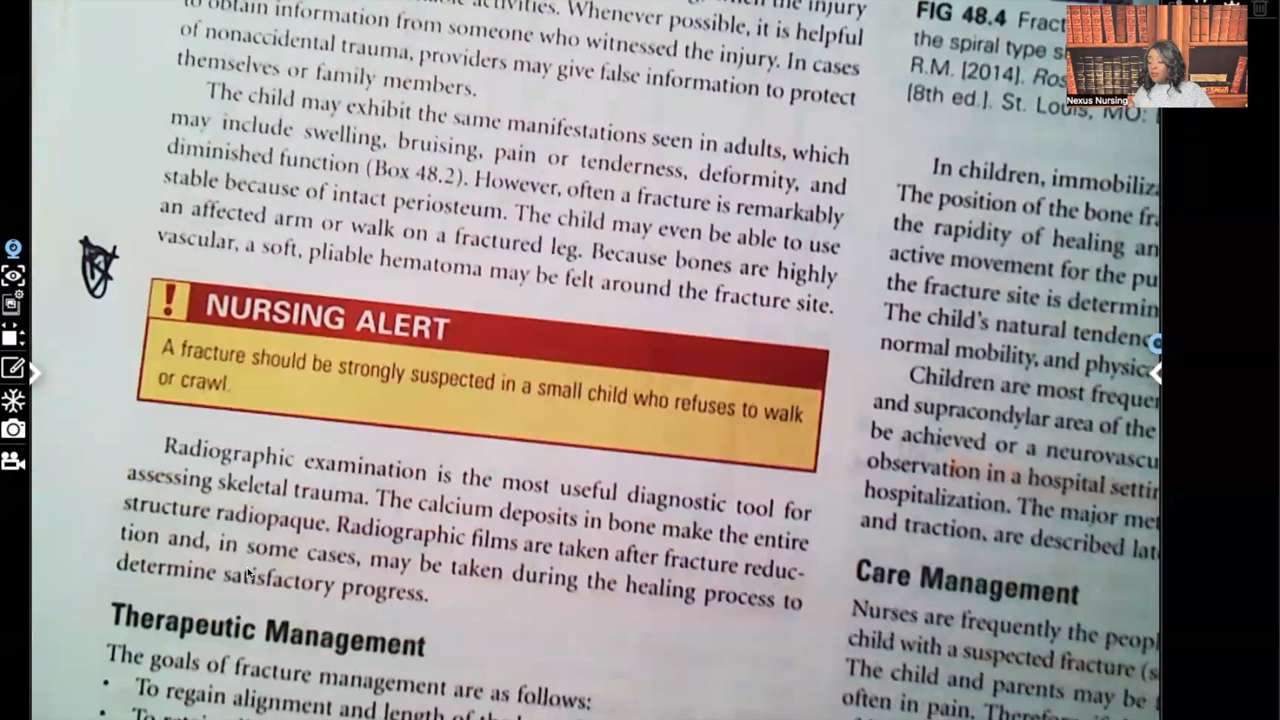 activities. Whenever possible, it is helpful
to obtain information from someone who witnessed the injury. In cases
of nonaccidental trauma, providers may give false information to protect
themselves or family members.
The child may exhibit the same manifestations seen in adults, which
may include swelling, bruising, pain or tenderness, deformity, and
diminished function (Box 48.2). However, often a fracture is remarkably
stable because of intact periosteum. The child may even be able to use
an affected arm or walk on a fractured leg. Because bones are highly
vascular, a soft, pliable hematoma may be felt around the fracture site.
! NURSING ALERT
A fracture should be strongly suspected in a small child who refuses to walk
or crawl.
Radiographic examination is the most useful diagnostic tool for
assessing skeletal trauma. The calcium deposits in bone make the entire
structure radiopaque. Radiographic films are taken after fracture reduc-
tion and, in some cases, may be taken during the healing process to
determine satisfactory progress.
Therapeutic Management
The goals of fracture management are as follows:
• To regain alignment and length of the
FIG 48.4 Fract
the spiral type s
R.M. [2014]. Ros
[8th ed.]. St. Louis, MO:
In children, immobiliz
The position of the bone fra
the rapidity of healing an
active movement for the pu
the fracture site is determin
The child's natural tendenc
normal mobility, and physica
Children are most frequen
and supracondylar area of the
be achieved or a neurovascu
observation in a hospital settin
hospitalization. The major met
and traction, are described late
Care Management
Nurses are frequently the peopl
child with a suspected fracture (s
The child and parents may be
often in pain. Therefore
Nexus Nursing